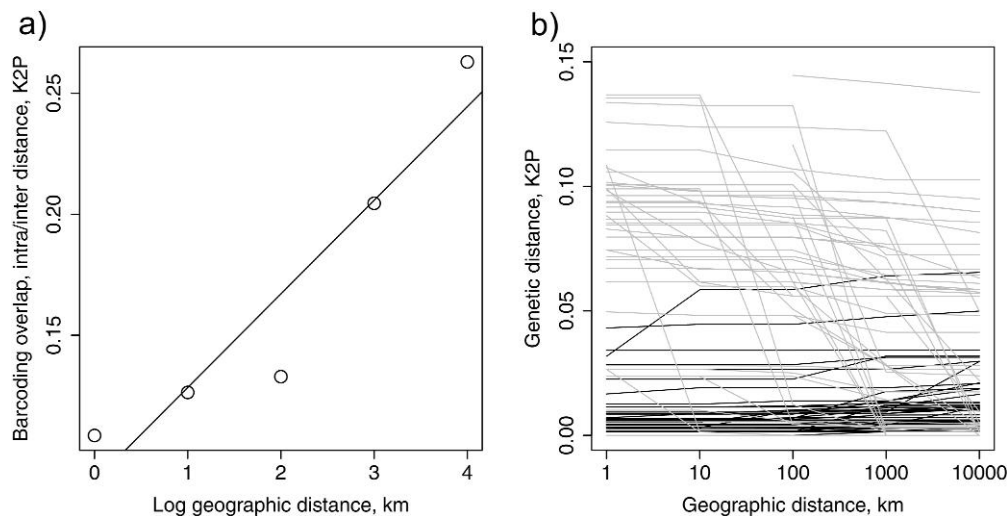 a)
Barcoding overlap, intra/inter distance, K2P
0.25
0.20
0.15
0 1 2 3 4
Log geographic distance, km
b)
Genetic distance, K2P
0.15
0.10
0.05
0.00
1 10 100 1000 10000
Geographic distance, km